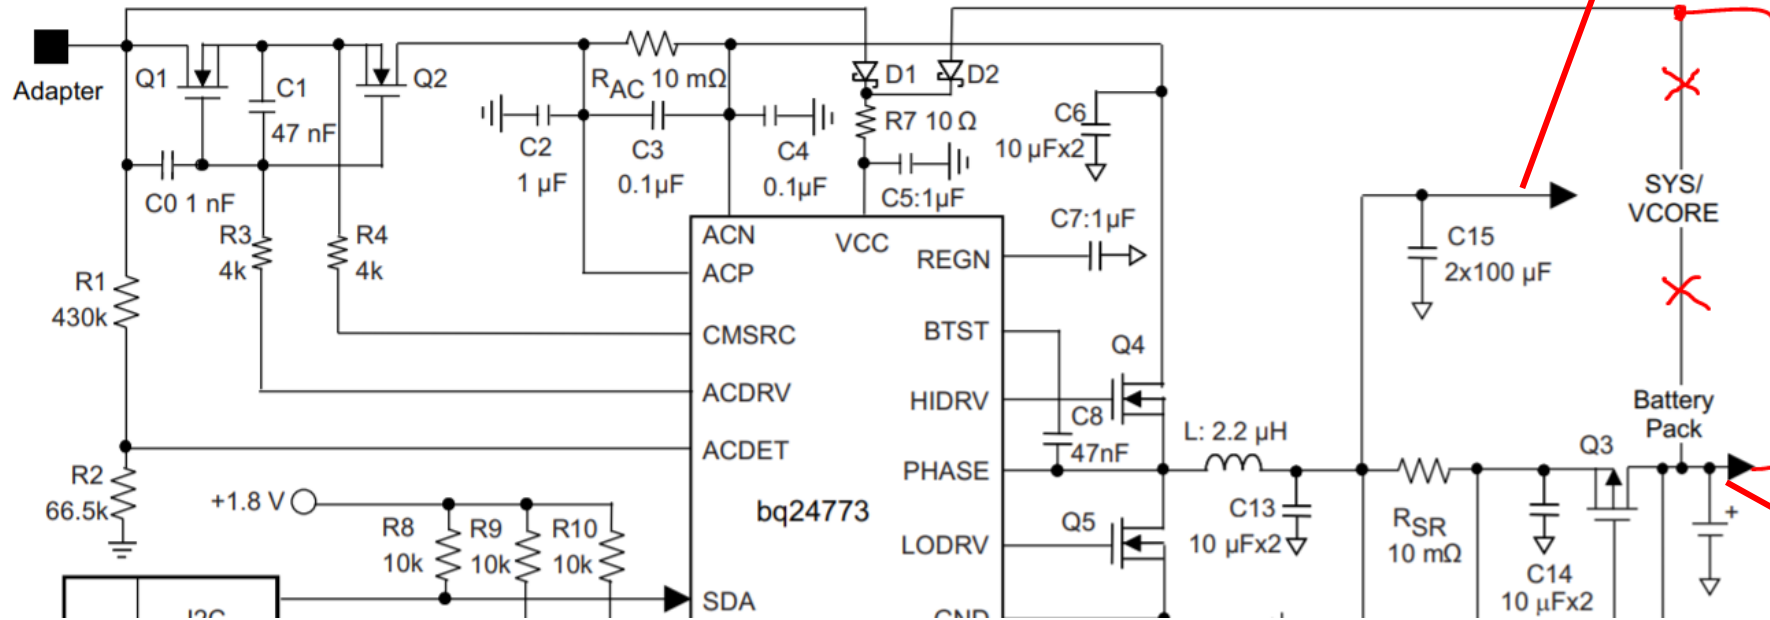 Adapter
Q1
C1
47 nF
Q2
RAC 10 mΩ
D1
D2
R7 10 Ω
C6
10 µFx2
C2
1 µF
C3
0.1µF
C4
0.1µF
C5:1µF
C0 1 nF
SYS/
VCORE
C7:1µF
R3
4k
R4
4k
ACN
VCC
ACP
REGN
C15
2x100 µF
R1
430k
CMSRC
BTST
Q4
ACDRV
HIDRV
C8
47nF
Battery
Pack
ACDET
PHASE
L: 2.2 µH
Q3
R2
66.5k
+1.8 V
bq24773
R8
10k
R9
10k
R10
10k
LODRV
Q5
C13
10 µFx2
RSR
10 mΩ
+
C14
10 µFx2
SDA
I2C
GND